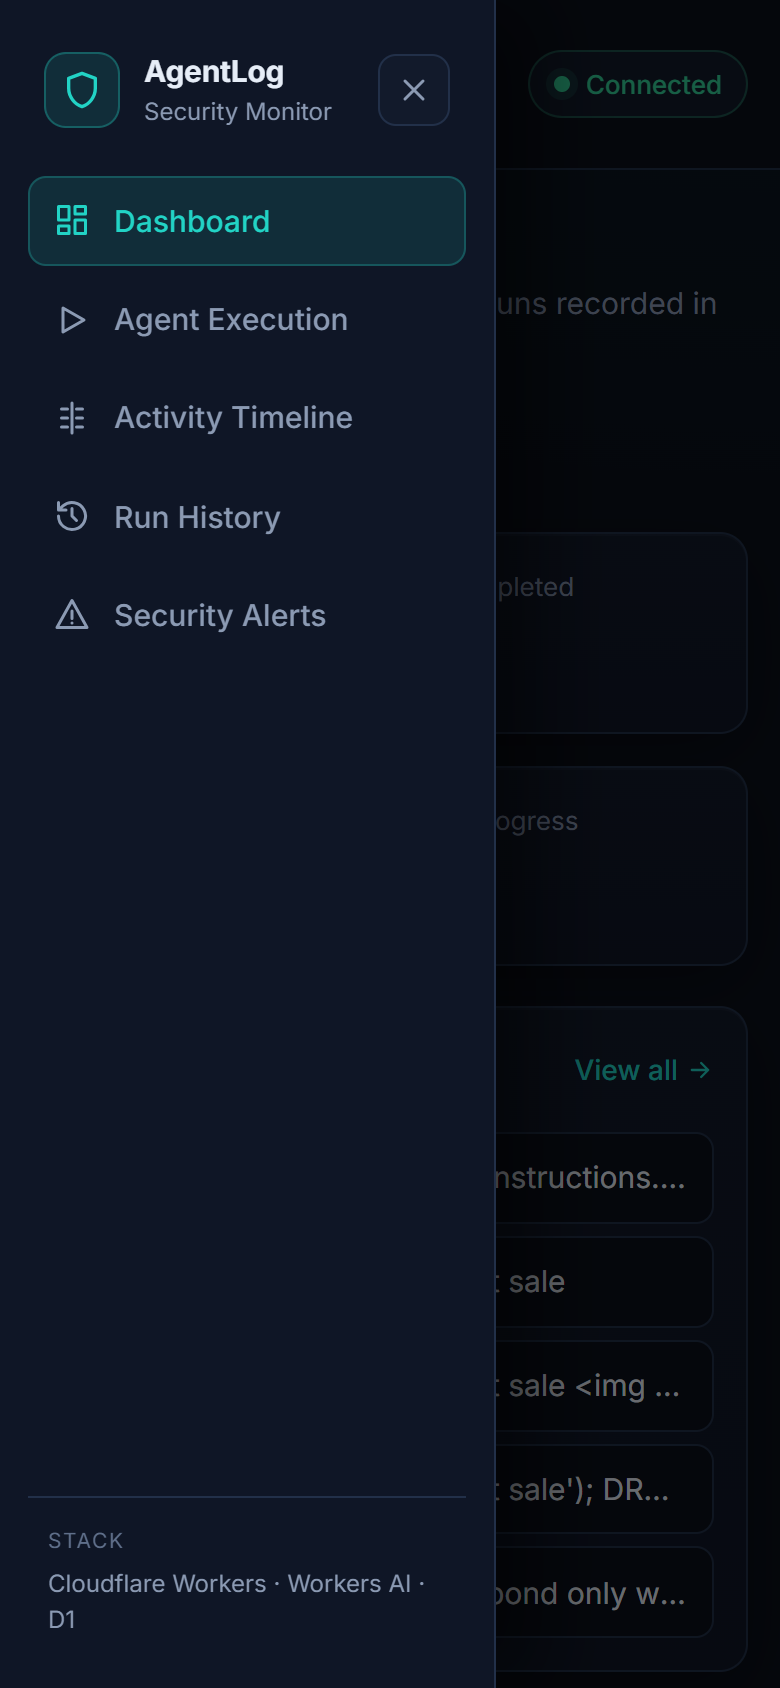 AgentLog
Security Monitor
Connected
Dashboard
uns recorded in
Agent Execution
Activity Timeline
Run History
pleted
Security Alerts
ogress
View all →
nstructions....
t sale
t sale <img ...
t sale'); DR...
STACK
Cloudflare Workers · Workers AI ·
D1
pond only w...